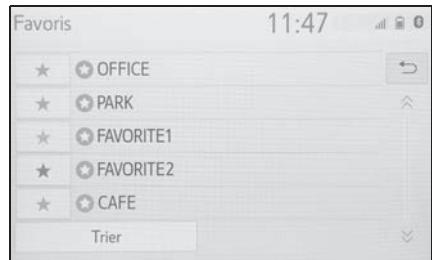 Favoris 11:47
OFFICE
PARK
FAVORITE1
FAVORITE2
CAFE
Trier